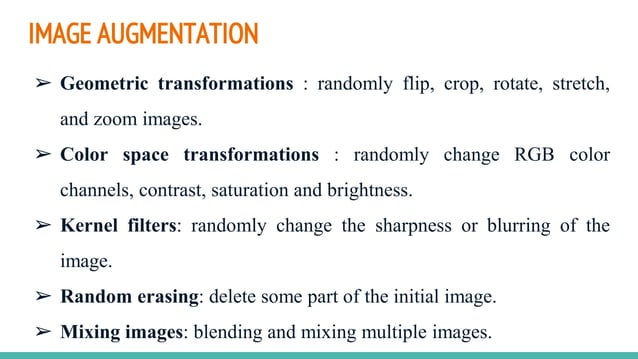 IMAGE AUGMENTATION
➢ Geometric transformations : randomly flip, crop, rotate, stretch,
and zoom images.
➢ Color space transformations : randomly change RGB color
channels, contrast, saturation and brightness.
➢ Kernel filters: randomly change the sharpness or blurring of the
image.
➢ Random erasing: delete some part of the initial image.
➢ Mixing images: blending and mixing multiple images.